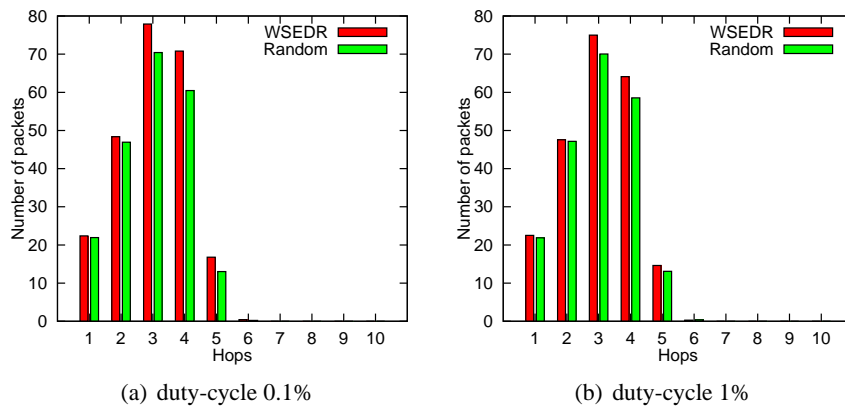 80
70
60
50
40
30
20
10
0
Number of packets
WSEDR
Random
1 2 3 4 5 6 7 8 9 10
Hops
(a) duty-cycle 0.1%
80
70
60
50
40
30
20
10
0
Number of packets
WSEDR
Random
1 2 3 4 5 6 7 8 9 10
Hops
(b) duty-cycle 1%